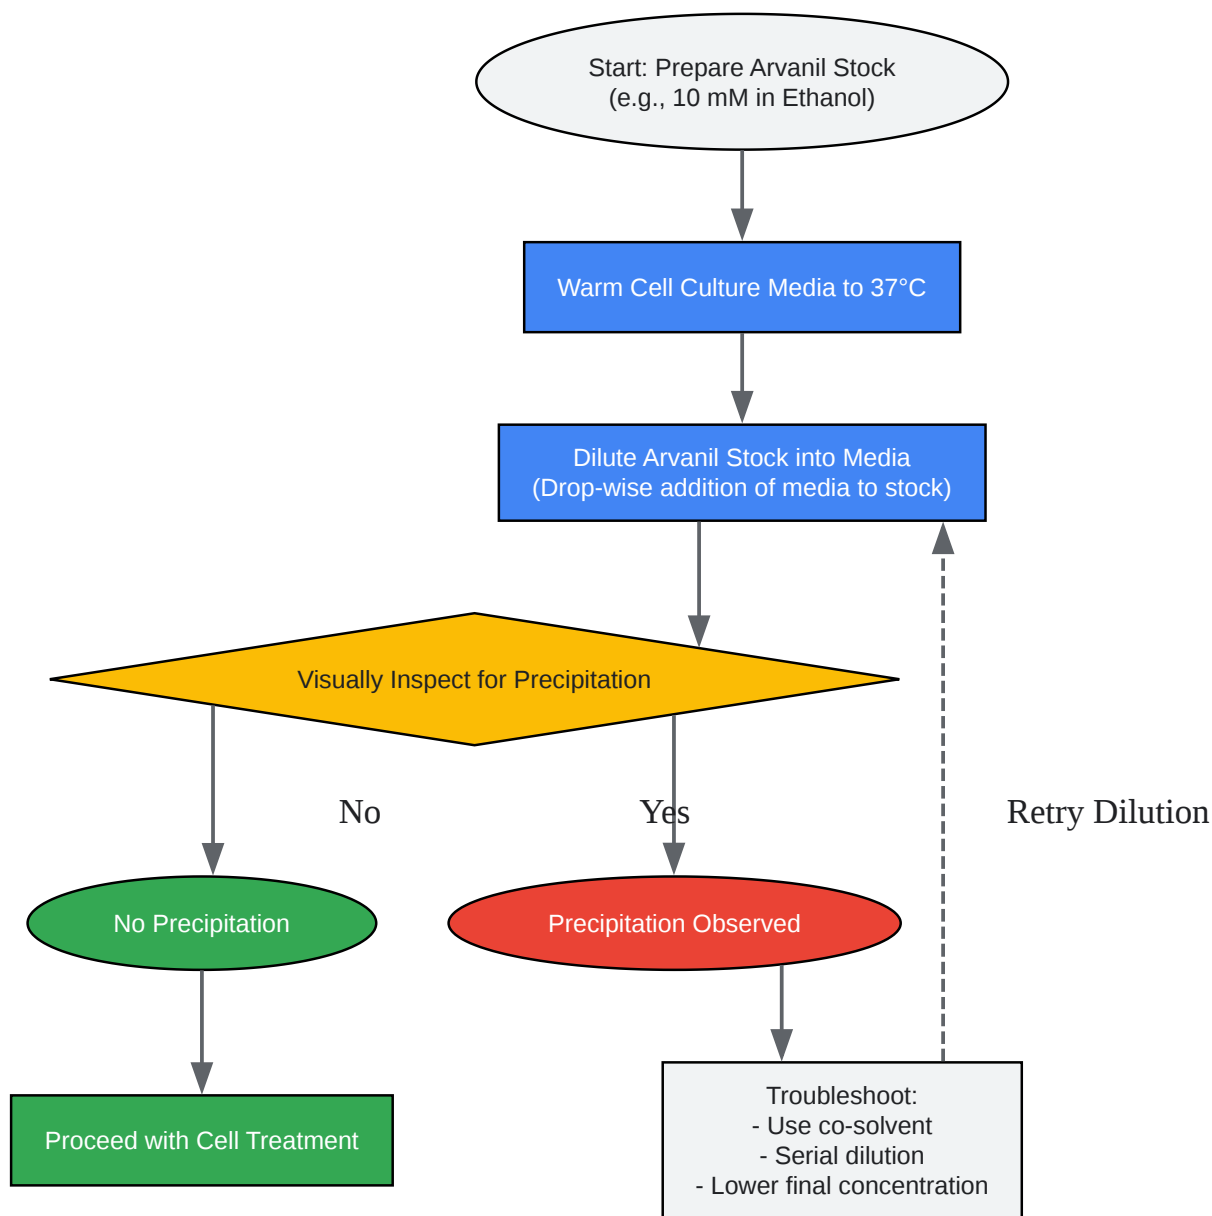 Start: Prepare Arvanil Stock
(e.g., 10 mM in Ethanol)
Warm Cell Culture Media to 37°C
Dilute Arvanil Stock into Media
(Drop-wise addition of media to stock)
Visually Inspect for Precipitation
No
Yes
Retry Dilution
No Precipitation
Precipitation Observed
Proceed with Cell Treatment
Troubleshoot:
- Use co-solvent
- Serial dilution
- Lower final concentration